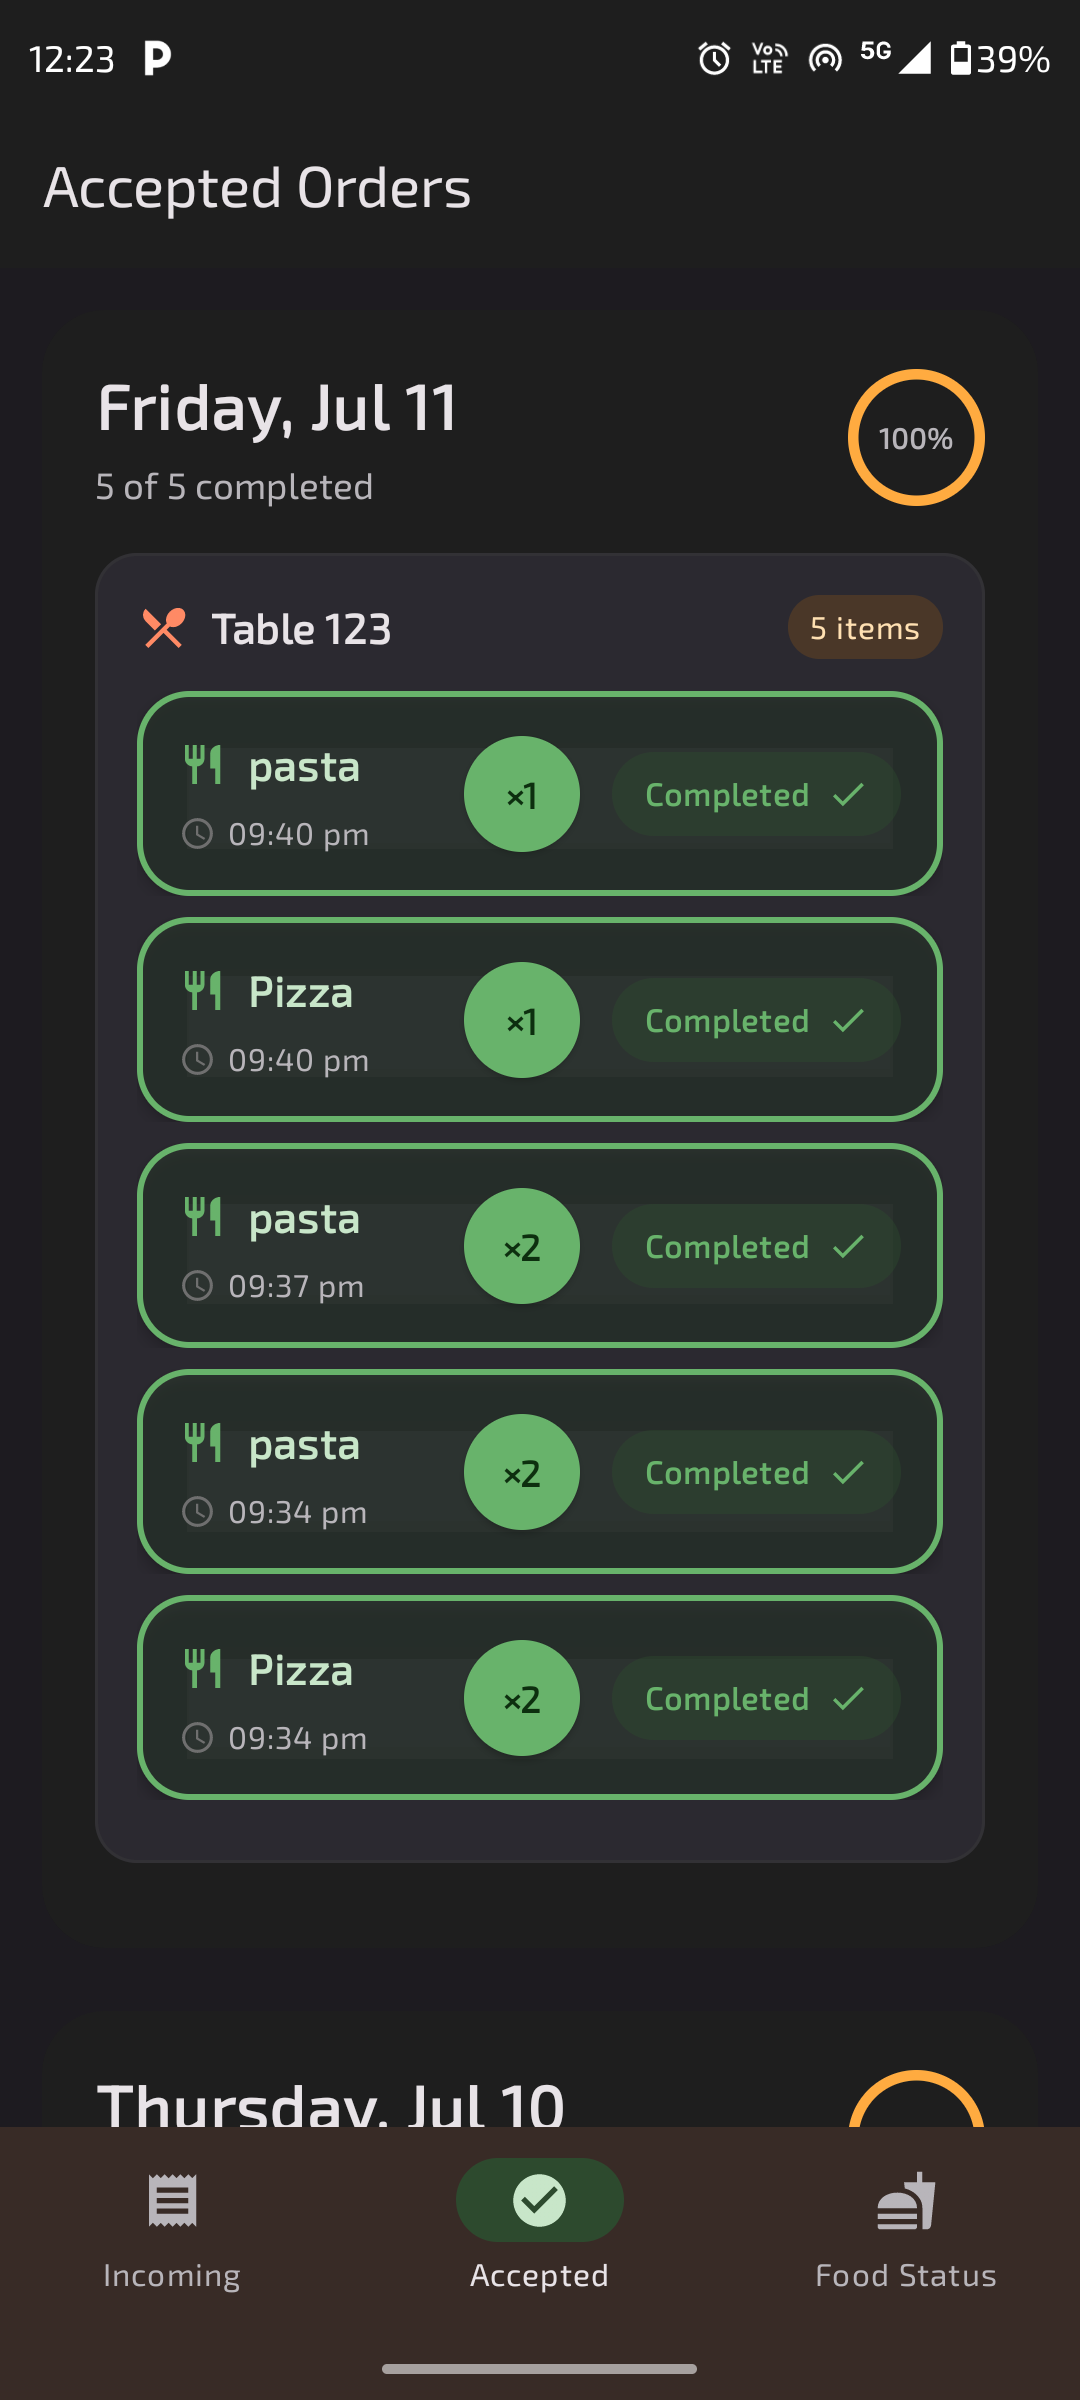 12:23
Vo LTE 5G 39%
Accepted Orders
Friday, Jul 11
5 of 5 completed
100%
Table 123
5 items
pasta
09:40 pm
×1
Completed
Pizza
09:40 pm
×1
Completed
pasta
09:37 pm
×2
Completed
pasta
09:34 pm
×2
Completed
Pizza
09:34 pm
×2
Completed
Thursday, Jul 10
Incoming
Accepted
Food Status